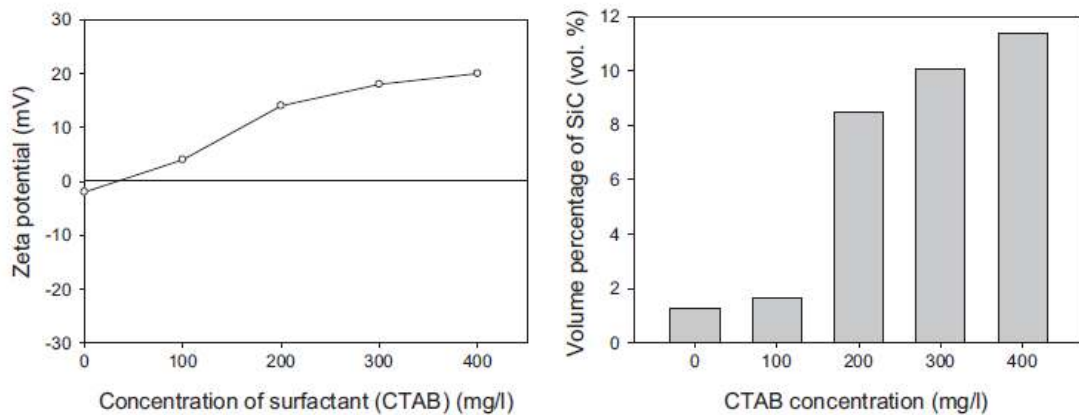 Zeta potential (mV)
30
20
10
0
-10
-20
-30
0 100 200 300 400
Concentration of surfactant (CTAB) (mg/l)
Volume percentage of SiC (vol. %)
12
10
8
6
4
2
0
0 100 200 300 400
CTAB concentration (mg/l)